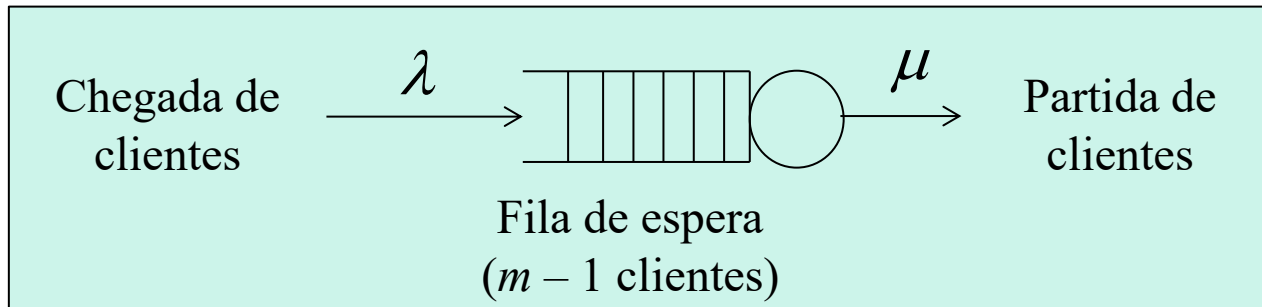 Chegada de
clientes
λ
μ
Partida de
clientes
Fila de espera
(m – 1 clientes)